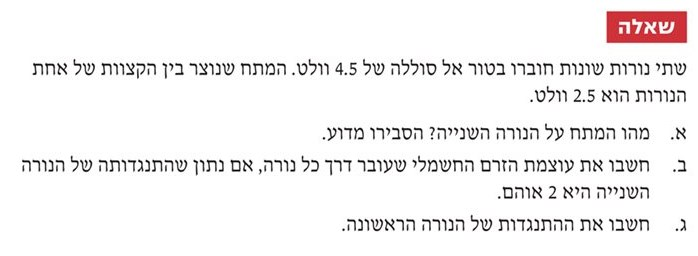 שאלה
שתי נורות שונות חוברו בטור אל סוללה של 4.5 וולט. המתח שנוצר בין הקצוות של אחת
הנורות הוא 2.5 וולט.
א. מהו המתח על הנורה השנייה? הסבירו מדוע.
ב. חשבו את עוצמת הזרם החשמלי שעובר דרך כל נורה, אם נתון שהתנגדותה של הנורה
השנייה היא 2 אוהם.
ג. חשבו את ההתנגדות של הנורה הראשונה.